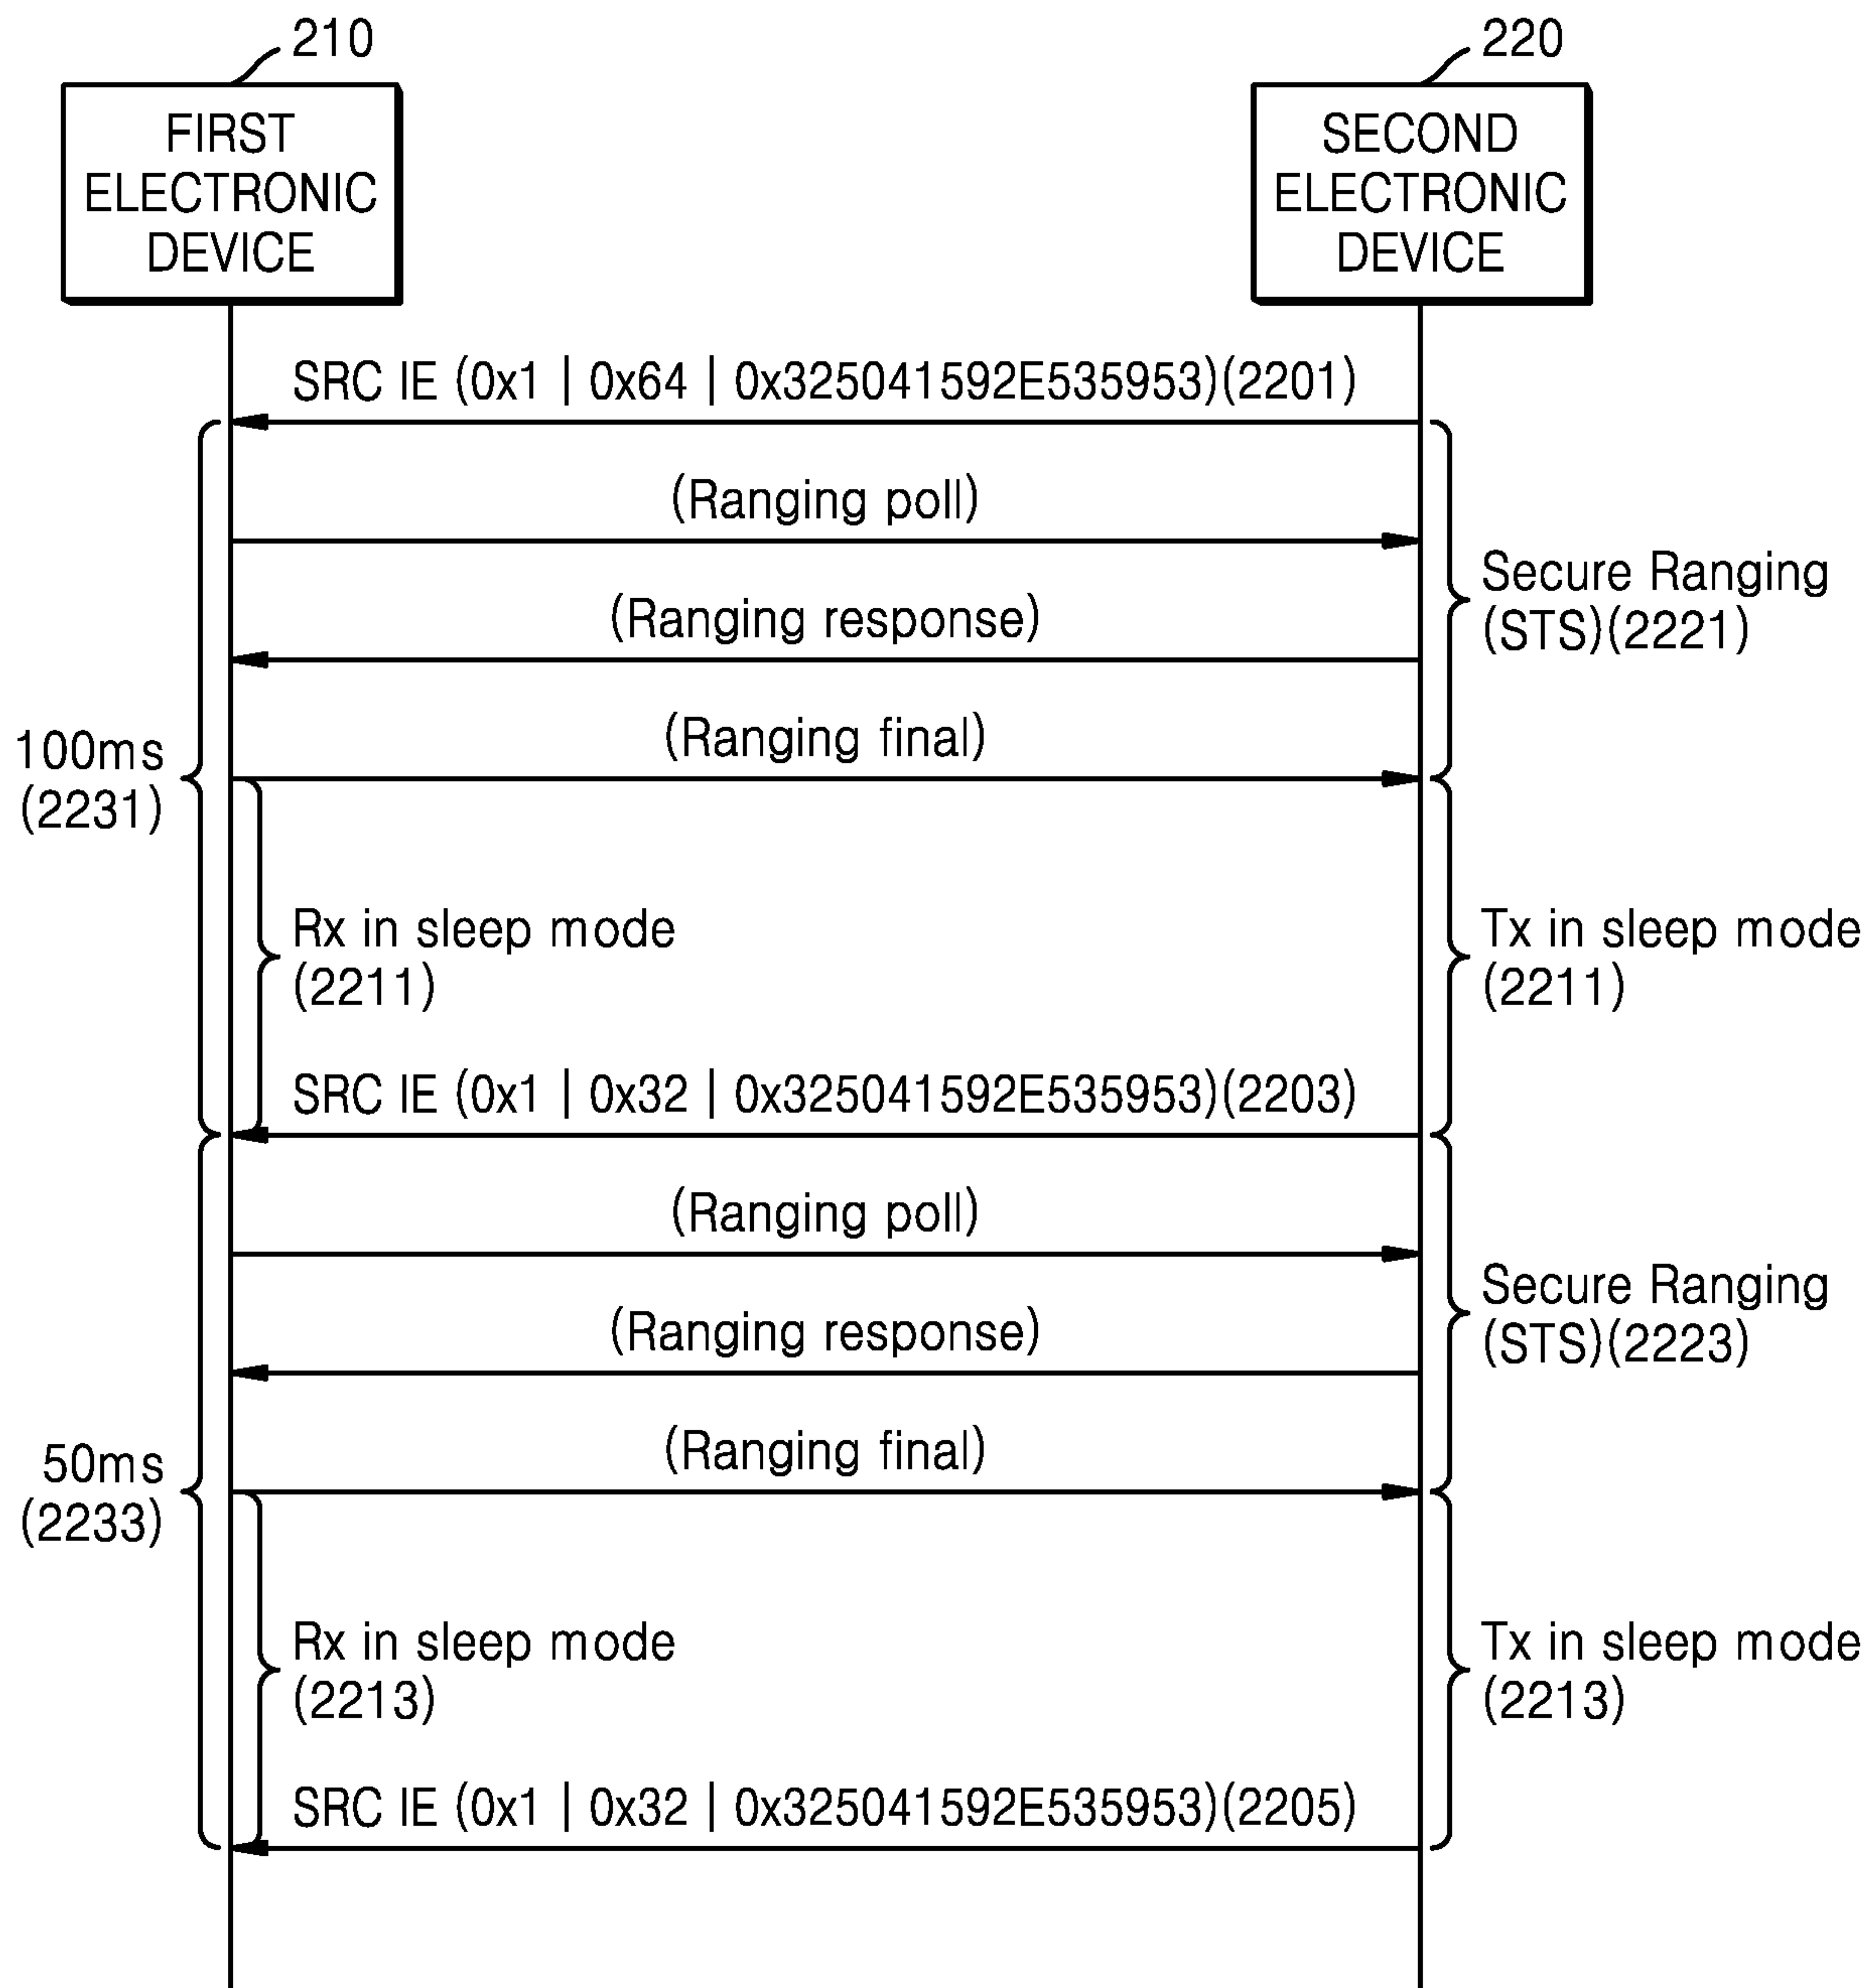 210
220
FIRST
ELECTRONIC
DEVICE
SECOND
ELECTRONIC
DEVICE
SRC IE (0x1 | 0x64 | 0x325041592E535953)(2201)
(Ranging poll)
Secure Ranging
(STS)(2221)
(Ranging response)
(Ranging final)
100ms
(2231)
Rx in sleep mode
(2211)
Tx in sleep mode
(2211)
SRC IE (0x1 | 0x32 | 0x325041592E535953)(2203)
(Ranging poll)
Secure Ranging
(STS)(2223)
(Ranging response)
(Ranging final)
50ms
(2233)
Rx in sleep mode
(2213)
Tx in sleep mode
(2213)
SRC IE (0x1 | 0x32 | 0x325041592E535953)(2205)